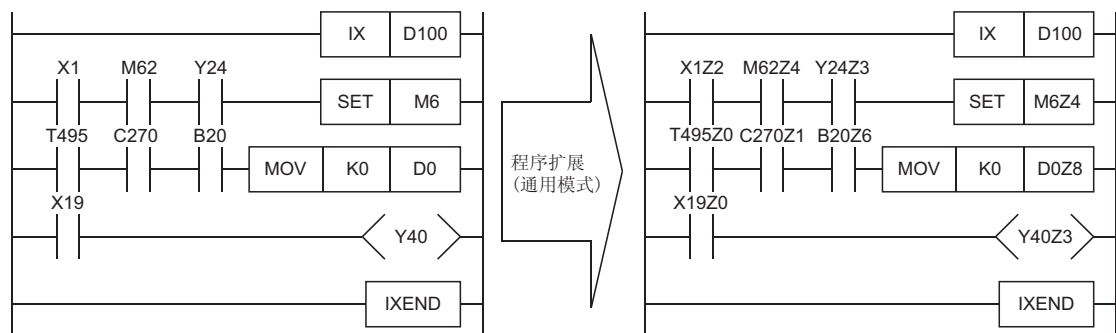 IX D100
X1 M62 Y24
SET M6
T495 C270 B20
MOV K0 D0
X19
Y40
IXEND
程序扩展
(通用模式)
IX D100
X1Z2 M62Z4 Y24Z3
SET M6Z4
T495Z0 C270Z1 B20Z6
MOV K0 D0Z8
X19Z0
Y40Z3
IXEND